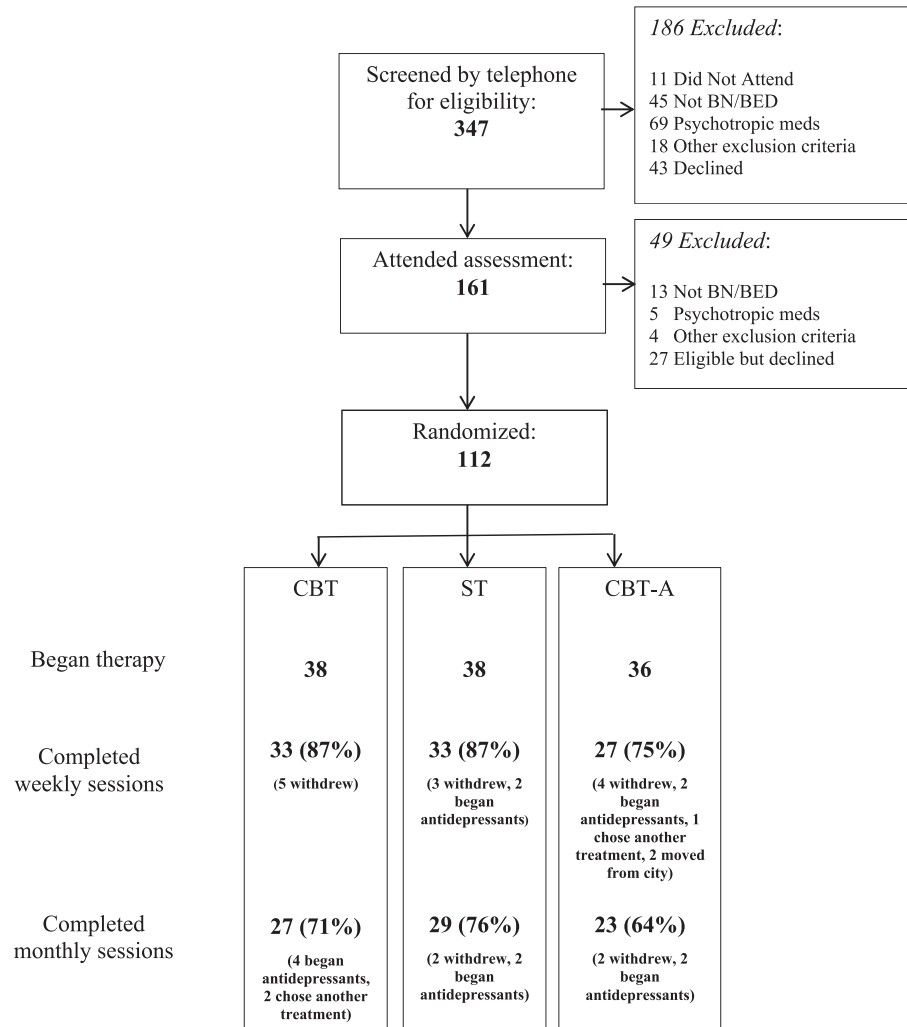 Screened by telephone
for eligibility:
347
186 Excluded:
11 Did Not Attend
45 Not BN/BED
69 Psychotropic meds
18 Other exclusion criteria
43 Declined
Attended assessment:
161
49 Excluded:
13 Not BN/BED
5 Psychotropic meds
4 Other exclusion criteria
27 Eligible but declined
Randomized:
112
CBT
ST
CBT-A
Began therapy
38
38
36
Completed
weekly sessions
33 (87%)
(5 withdrew)
33 (87%)
(3 withdrew, 2
began
antidepressants)
27 (75%)
(4 withdrew, 2
began
antidepressants, 1
chose another
treatment, 2 moved
from city)
Completed
monthly sessions
27 (71%)
(4 began
antidepressants,
2 chose another
treatment)
29 (76%)
(2 withdrew, 2
began
antidepressants)
23 (64%)
(2 withdrew, 2
began
antidepressants)